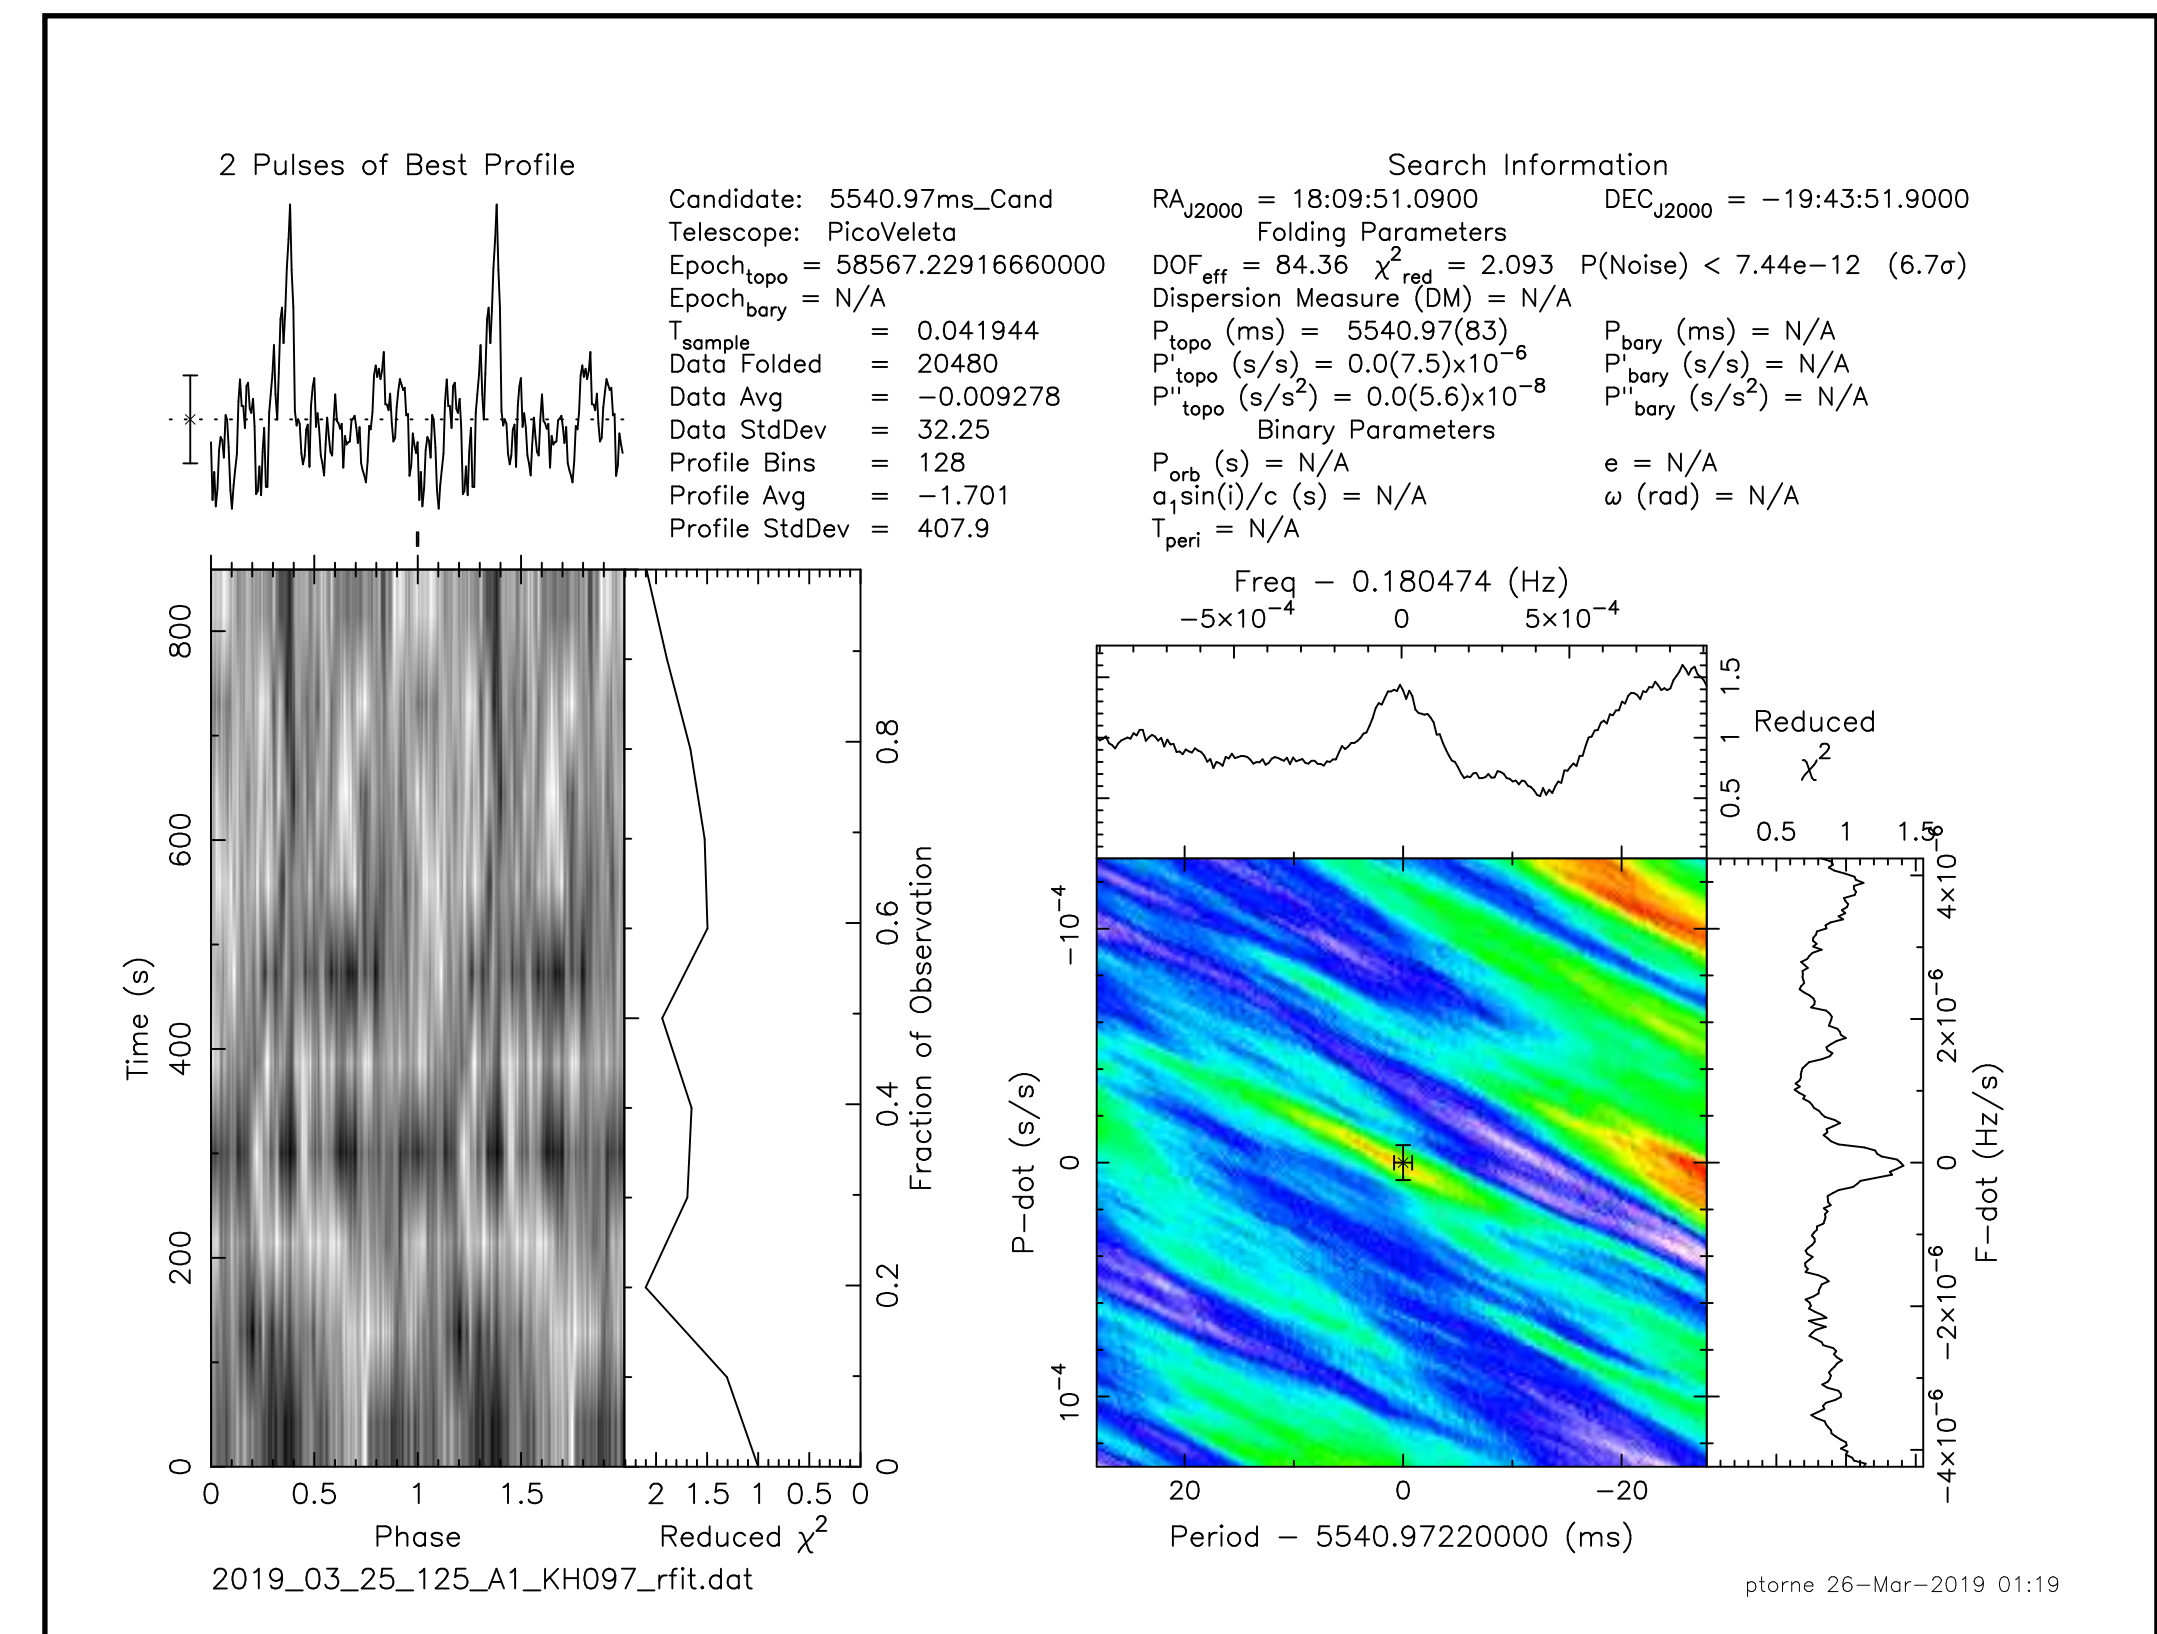 2 Pulses of Best Profile
Search Information
Candidate: 5540.97ms_Cand
Telescope: PicoVeleta
Epoch_topo = 58567.22916660000
Epoch_bary = N/A
T_sample = 0.041944
Data Folded = 20480
Data Avg = −0.009278
Data StdDev = 32.25
Profile Bins = 128
Profile Avg = −1.701
Profile StdDev = 407.9
RA_J2000 = 18:09:51.0900 DEC_J2000 = −19:43:51.9000
Folding Parameters
DOF_eff = 84.36 χ²_red = 2.093 P(Noise) < 7.44e−12 (6.7σ)
Dispersion Measure (DM) = N/A
P_topo (ms) = 5540.97(83) P_bary (ms) = N/A
P'_topo (s/s) = 0.0(7.5)x10⁻⁶ P'_bary (s/s) = N/A
P''_topo (s/s²) = 0.0(5.6)x10⁻⁸ P''_bary (s/s²) = N/A
Binary Parameters
P_orb (s) = N/A e = N/A
a₁sin(i)/c (s) = N/A ω (rad) = N/A
T_peri = N/A
Freq − 0.180474 (Hz)
−5×10⁻⁴ 0 5×10⁻⁴
0.5 1 1.5
Reduced
χ²
0.5 1 1.5
Time (s)
0 200 400 600 800
0 0.5 1 1.5
Phase
2 1.5 1 0.5 0
Reduced χ²
Fraction of Observation
0 0.2 0.4 0.6 0.8
P−dot (s/s)
−10⁻⁴ 0 10⁻⁴
20 0 −20
Period − 5540.97220000 (ms)
F−dot (Hz/s)
−4×10⁻⁶ −2×10⁻⁶ 0 2×10⁻⁶ 4×10⁻⁶
2019_03_25_125_A1_KH097_rfit.dat
ptorne 26−Mar−2019 01:19